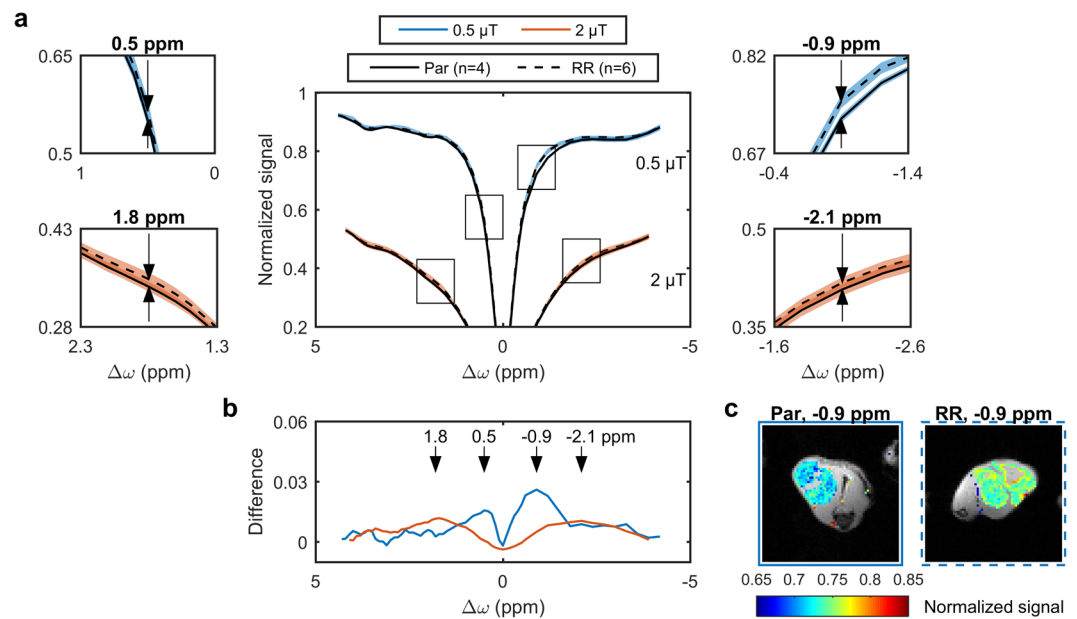 a
0.5 μT
2 μT
Par (n=4)
RR (n=6)
0.5 ppm
0.65
0.5
1
0
1.8 ppm
0.43
0.28
2.3
1.3
Δω (ppm)
Normalized signal
1
0.8
0.6
0.4
0.2
5
0
-5
Δω (ppm)
0.5 μT
2 μT
-0.9 ppm
0.82
0.67
-0.4
-1.4
-2.1 ppm
0.5
0.35
-1.6
-2.6
Δω (ppm)
b
Difference
0.06
0.03
0
1.8
0.5
-0.9
-2.1 ppm
5
0
-5
Δω (ppm)
c
Par, -0.9 ppm
RR, -0.9 ppm
0.65 0.7 0.75 0.8 0.85
Normalized signal